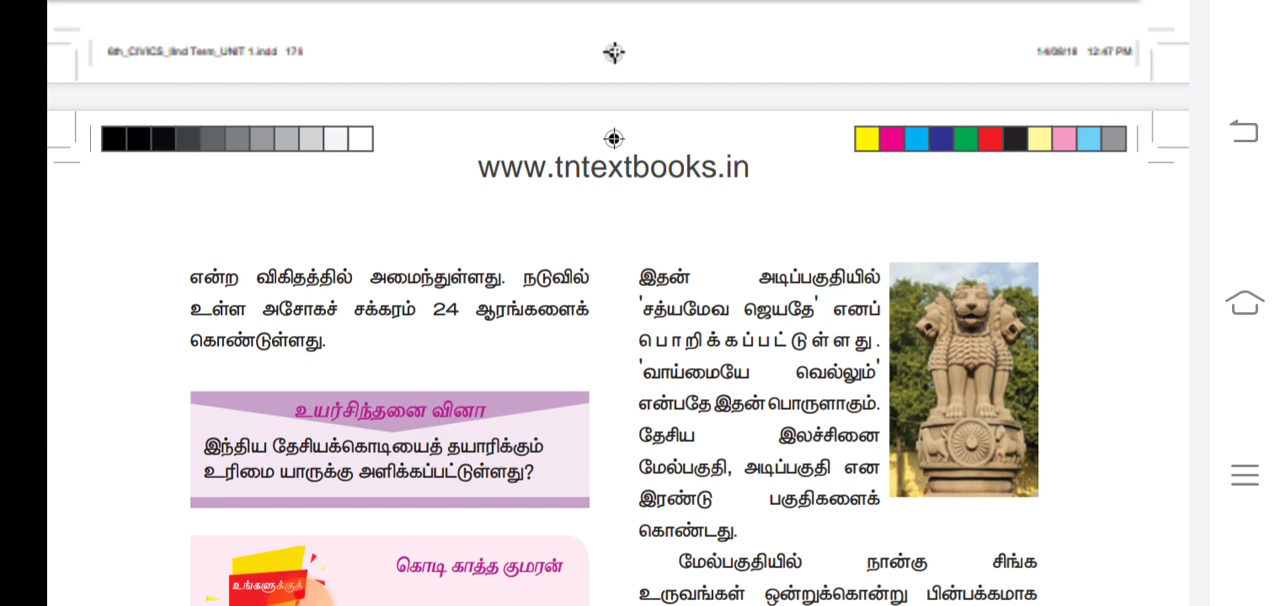 6th_CIVICS_IInd Term_UNIT 1.indd 178
14/08/18 12:47 PM
www.tntextbooks.in
என்ற விகிதத்தில் அமைந்துள்ளது. நடுவில்
உள்ள அசோகச் சக்கரம் 24 ஆரங்களைக்
கொண்டுள்ளது.
உயர்சிந்தனை வினா
இந்திய தேசியக்கொடியைத் தயாரிக்கும்
உரிமை யாருக்கு அளிக்கப்பட்டுள்ளது?
உங்களுக்குத்
கொடி காத்த குமரன்
இதன் அடிப்பகுதியில்
'சத்யமேவ ஜெயதே' எனப்
பொறிக்கப்பட்டுள்ளது.
'வாய்மையே வெல்லும்'
என்பதே இதன் பொருளாகும்.
தேசிய இலச்சினை
மேல்பகுதி, அடிப்பகுதி என
இரண்டு பகுதிகளைக்
கொண்டது.
மேல்பகுதியில் நான்கு சிங்க
உருவங்கள் ஒன்றுக்கொன்று பின்பக்கமாக